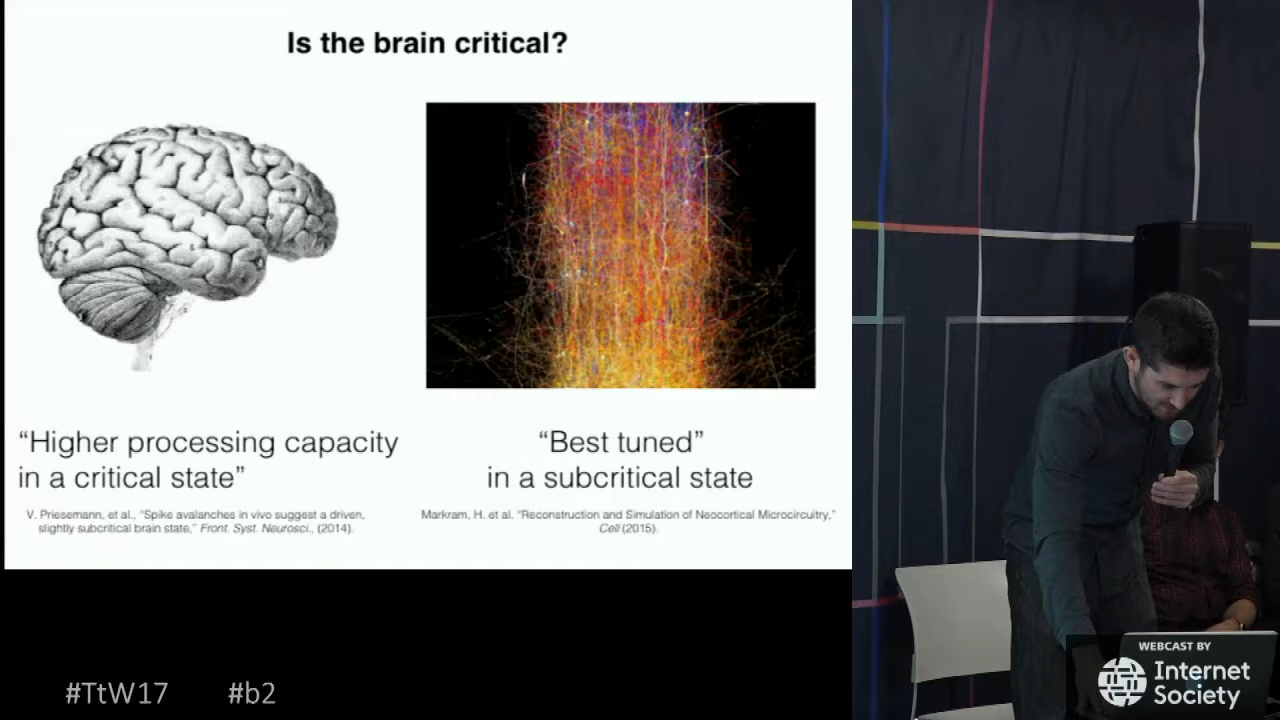 Is the brain critical?
“Higher processing capacity
in a critical state”
V. Priesemann, et al., “Spike avalanches in vivo suggest a driven,
slightly subcritical brain state,” Front. Syst. Neurosci., (2014).
“Best tuned”
in a subcritical state
Markram, H. et al. “Reconstruction and Simulation of Neocortical Microcircuitry,”
Cell (2015).
#TtW17 #b2
WEBCAST BY
Internet
Society